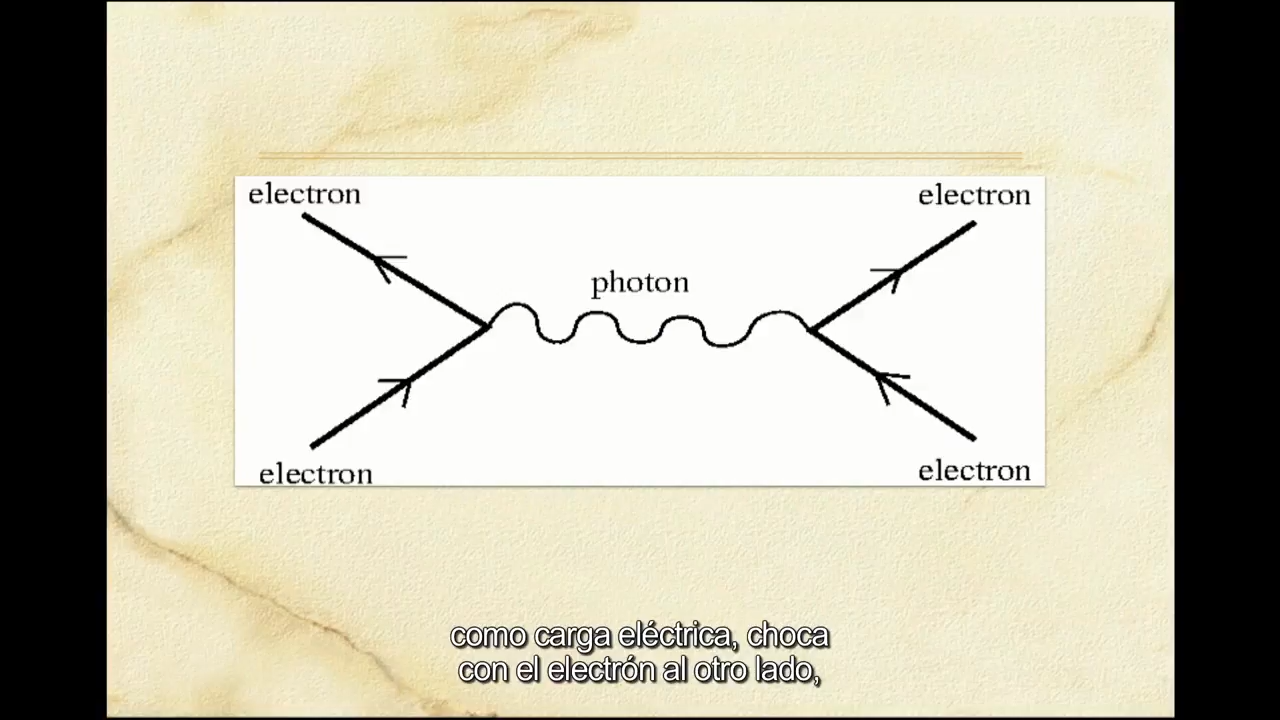 electron
electron
photon
electron
electron
como carga eléctrica, choca
con el electrón al otro lado,